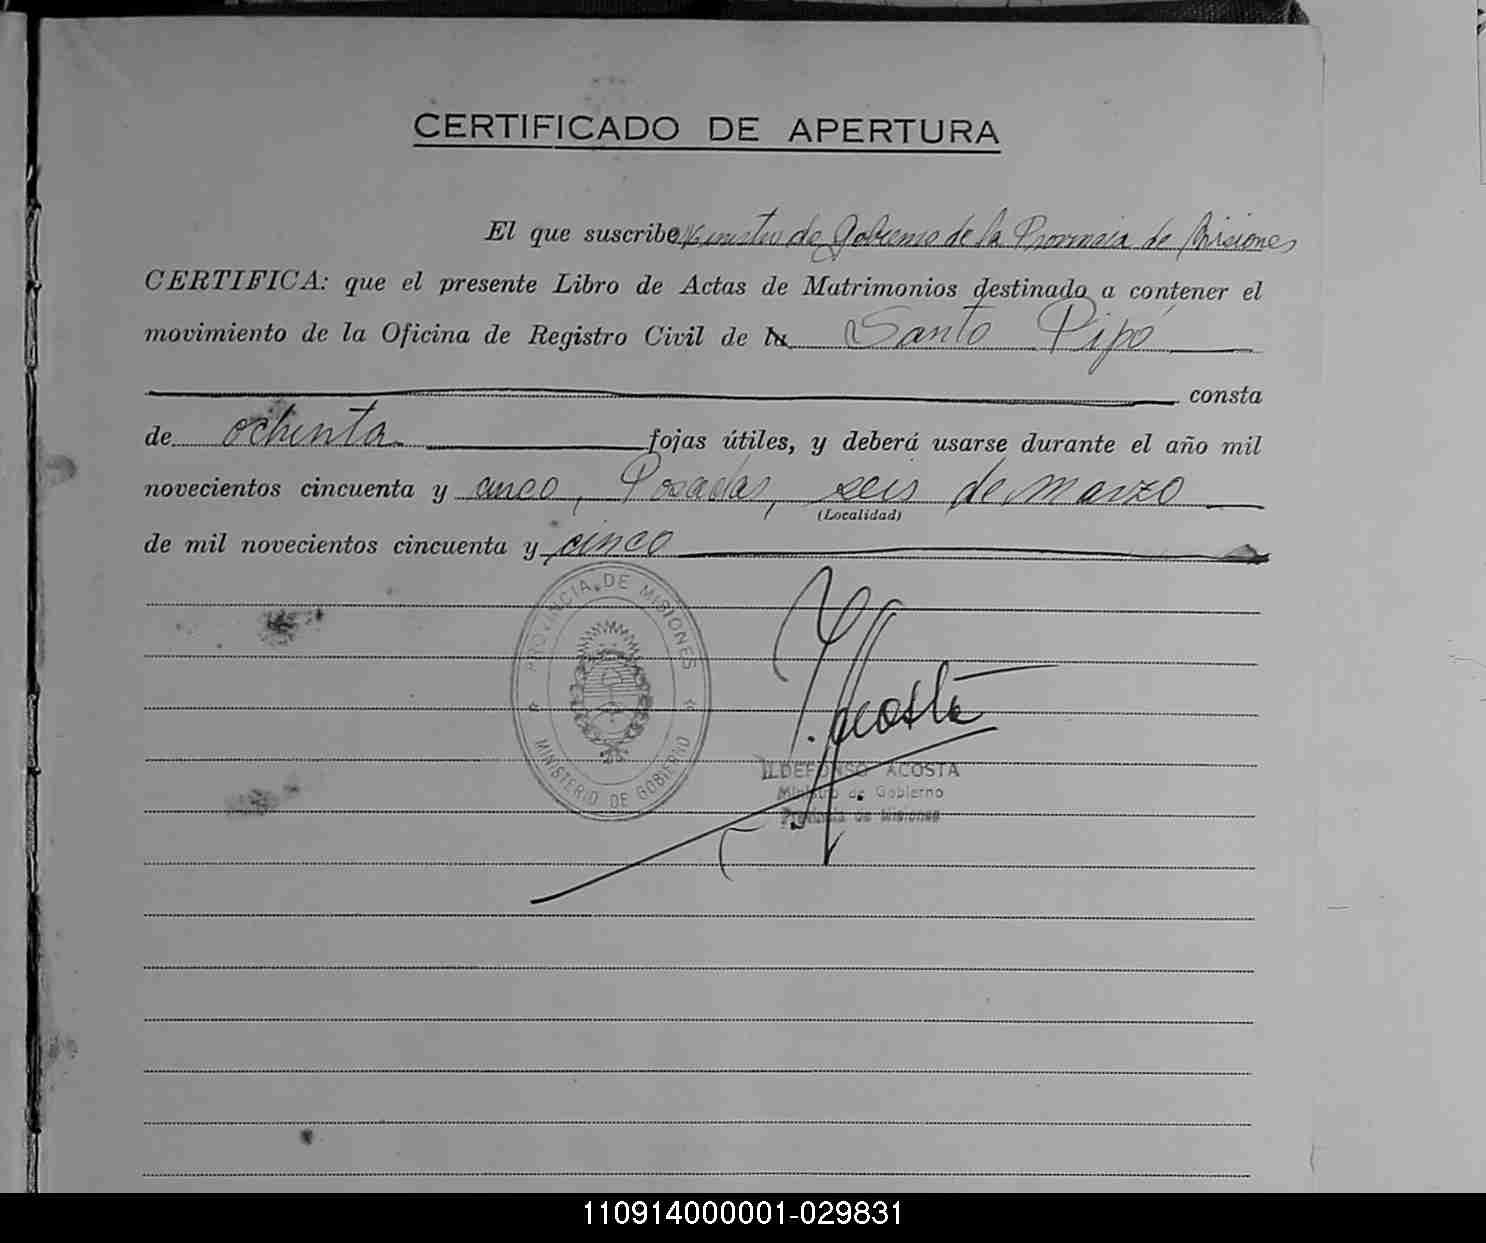 CERTIFICADO DE APERTURA
El que suscribe Ministro de Gobierno de la Provincia de Misiones
CERTIFICA: que el presente Libro de Actas de Matrimonios destinado a contener el
movimiento de la Oficina de Registro Civil de la Santo Pipó
consta
de ochenta fojas útiles, y deberá usarse durante el año mil
novecientos cincuenta y cinco, Posadas, seis de marzo
(Localidad)
de mil novecientos cincuenta y cinco
PROVINCIA DE MISIONES
MINISTERIO DE GOBIERNO
Y. Acosta
ILDEFONSO ACOSTA
Ministro de Gobierno
Provincia de Misiones
110914000001-029831